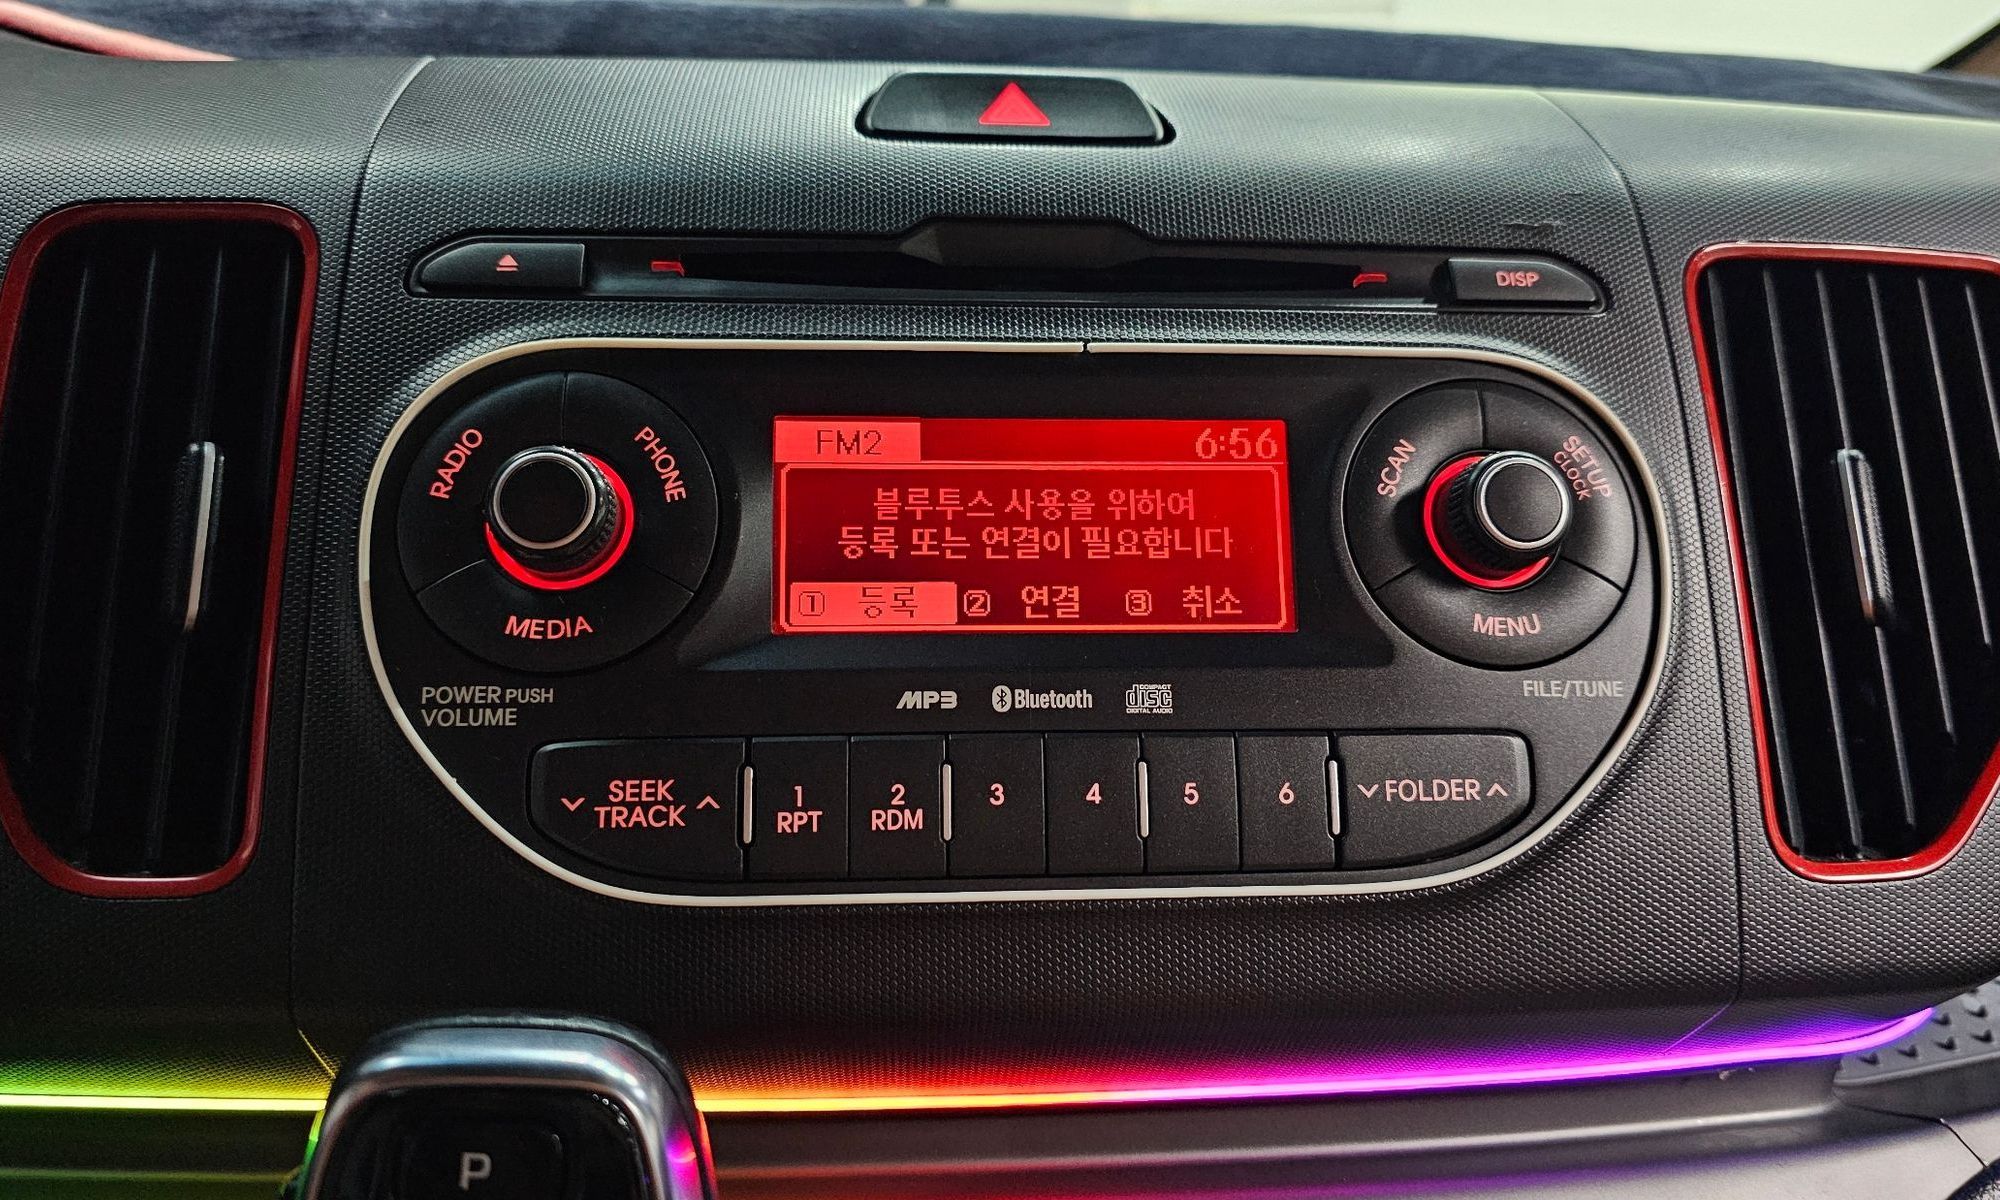 DISP
RADIO
PHONE
MEDIA
POWER PUSH
VOLUME
FM2 6:56
블루투스 사용을 위하여
등록 또는 연결이 필요합니다
1 등록 2 연결 3 취소
SCAN
SETUP
CLOCK
MENU
FILE/TUNE
MP3 Bluetooth COMPACT disc DIGITAL AUDIO
SEEK
TRACK
1
RPT
2
RDM
3
4
5
6
FOLDER
P